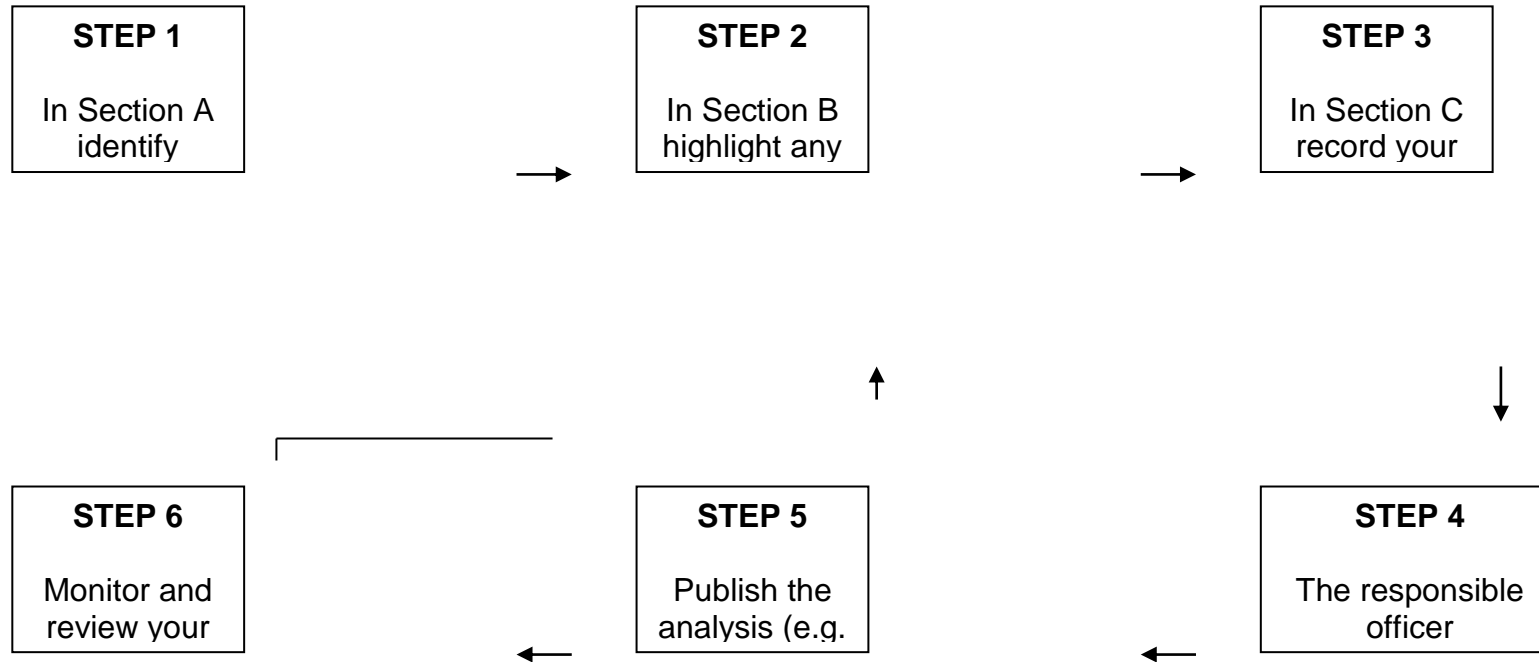 STEP 1
In Section A
identify
STEP 2
In Section B
highlight any
STEP 3
In Section C
record your
STEP 4
The responsible
officer
STEP 5
Publish the
analysis (e.g.
STEP 6
Monitor and
review your